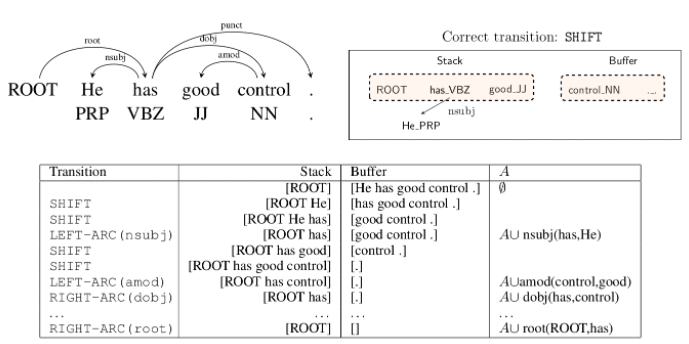 punct
root
dobj
nsubj
amod
ROOT He has good control .
PRP VBZ JJ NN .
Correct transition: SHIFT
Stack Buffer
ROOT has_VBZ good_JJ control_NN ._.
nsubj
He_PRP
Transition Stack Buffer A
[ROOT] [He has good control .] ∅
SHIFT [ROOT He] [has good control .]
SHIFT [ROOT He has] [good control .]
LEFT-ARC(nsubj) [ROOT has] [good control .] A∪ nsubj(has,He)
SHIFT [ROOT has good] [control .]
SHIFT [ROOT has good control] [.]
LEFT-ARC(amod) [ROOT has control] [.] A∪amod(control,good)
RIGHT-ARC(dobj) [ROOT has] [.] A∪ dobj(has,control)
... ... ... ...
RIGHT-ARC(root) [ROOT] [] A∪ root(ROOT,has)